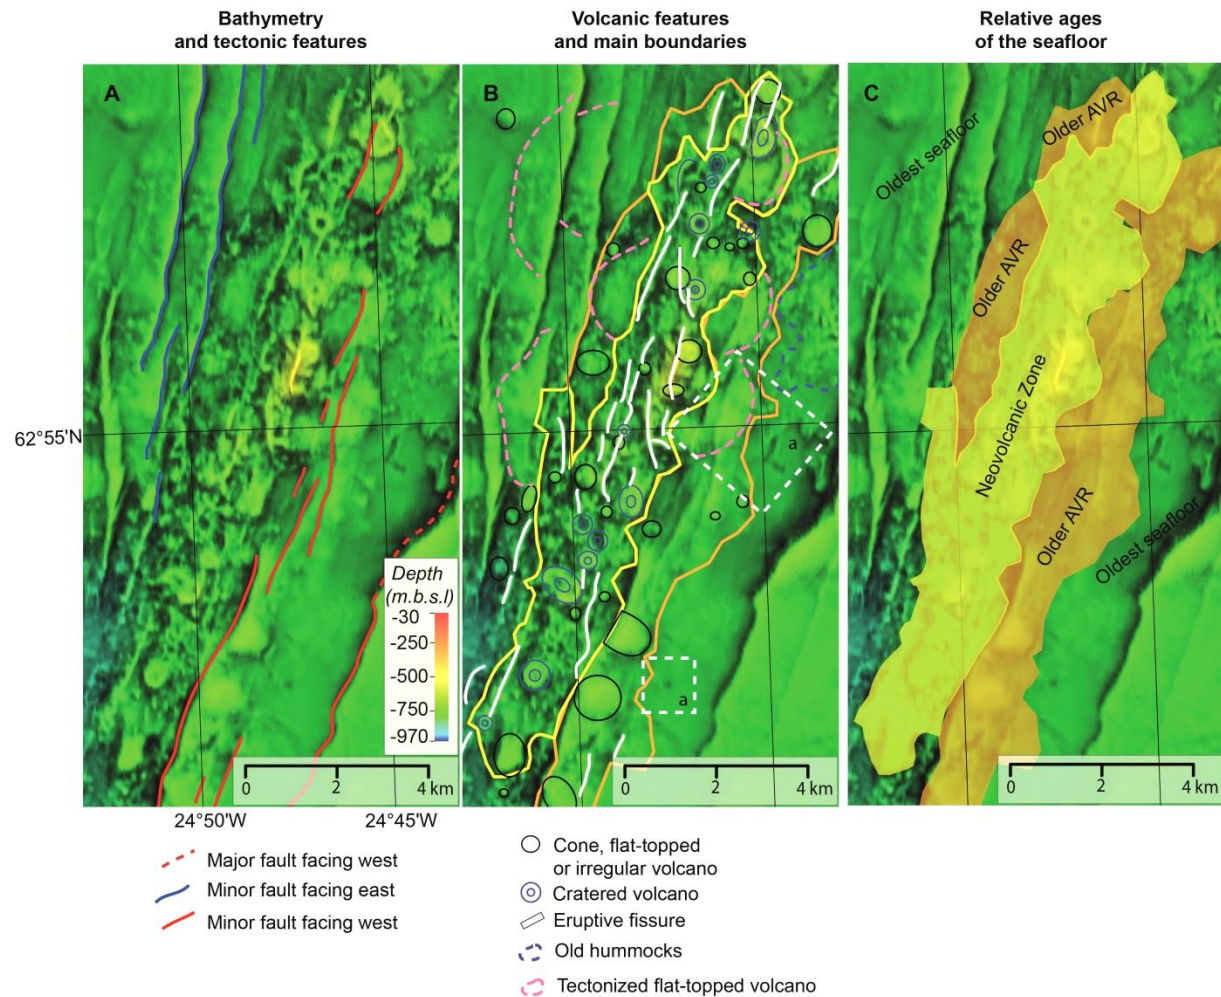 Bathymetry
and tectonic features
Volcanic features
and main boundaries
Relative ages
of the seafloor
A
B
C
62°55'N
24°50'W
24°45'W
Depth
(m.b.s.l)
-30
-250
-500
-750
-970
0 2 4 km
a
a
0 2 4 km
Oldest seafloor
Older AVR
Older AVR
Neovolcanic Zone
Older AVR
Oldest seafloor
0 2 4 km
Major fault facing west
Minor fault facing east
Minor fault facing west
Cone, flat-topped
or irregular volcano
Cratered volcano
Eruptive fissure
Old hummocks
Tectonized flat-topped volcano